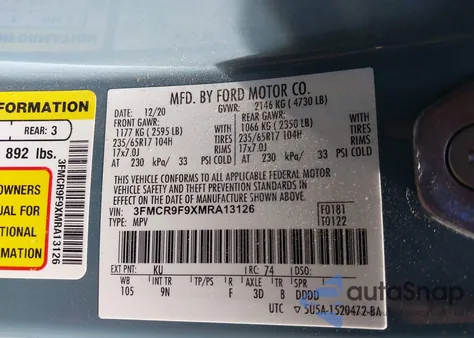 FORMATION
REAR: 3
892 lbs.
3FMCR9F9XMRA13126
MFD. BY FORD MOTOR CO.
DATE: 12/20 GVWR: 2146 KG ( 4730 LB)
FRONT GAWR: REAR GAWR:
1177 KG ( 2595 LB) WITH 1066 KG ( 2350 LB) WITH
235/65R17 104H TIRES 235/65R17 104H TIRES
17x7.0J RIMS 17x7.0J RIMS
AT 230 kPa/ 33 PSI COLD AT 230 kPa/ 33 PSI COLD
THIS VEHICLE CONFORMS TO ALL APPLICABLE FEDERAL MOTOR
VEHICLE SAFETY AND THEFT PREVENTION STANDARDS IN
EFFECT ON THE DATE OF MANUFACTURE SHOWN ABOVE.
VIN: 3FMCR9F9XMRA13126 F0181
TYPE: MPV T0122
EXT PNT: KU RC: 74 DSO:
WB INT TR TP/PS R AXLE TR SPR
105 9N F 3D 8 DDDD
UTC ▽ 5U5A-1520472-BA
NER'S
UAL FOR
TIONAL
MATION
autoSnap